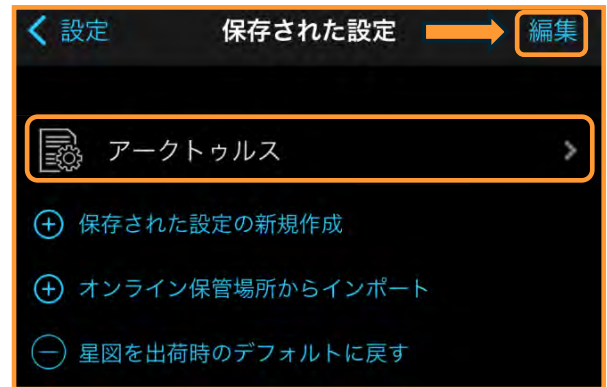 設定 保存された設定 編集
アークトゥルス
保存された設定の新規作成
オンライン保管場所からインポート
星図を出荷時のデフォルトに戻す